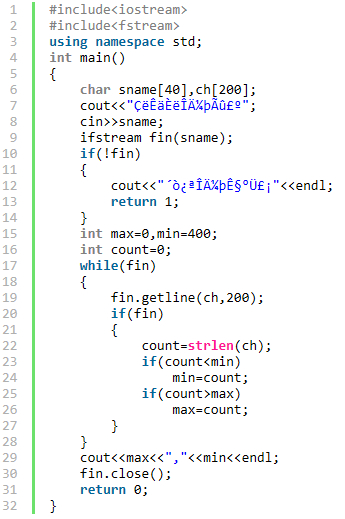 1 #include<iostream>
2 #include<fstream>
3 using namespace std;
4 int main()
5 {
6 char sname[40],ch[200];
7 cout<<"ÇëÊäÈëÎÄ¼þÃû£º";
8 cin>>sname;
9 ifstream fin(sname);
10 if(!fin)
11 {
12 cout<<"´ò¿ªÎÄ¼þÊ§°Ü£¡"<<endl;
13 return 1;
14 }
15 int max=0,min=400;
16 int count=0;
17 while(fin)
18 {
19 fin.getline(ch,200);
20 if(fin)
21 {
22 count=strlen(ch);
23 if(count<min)
24 min=count;
25 if(count>max)
26 max=count;
27 }
28 }
29 cout<<max<<","<<min<<endl;
30 fin.close();
31 return 0;
32 }